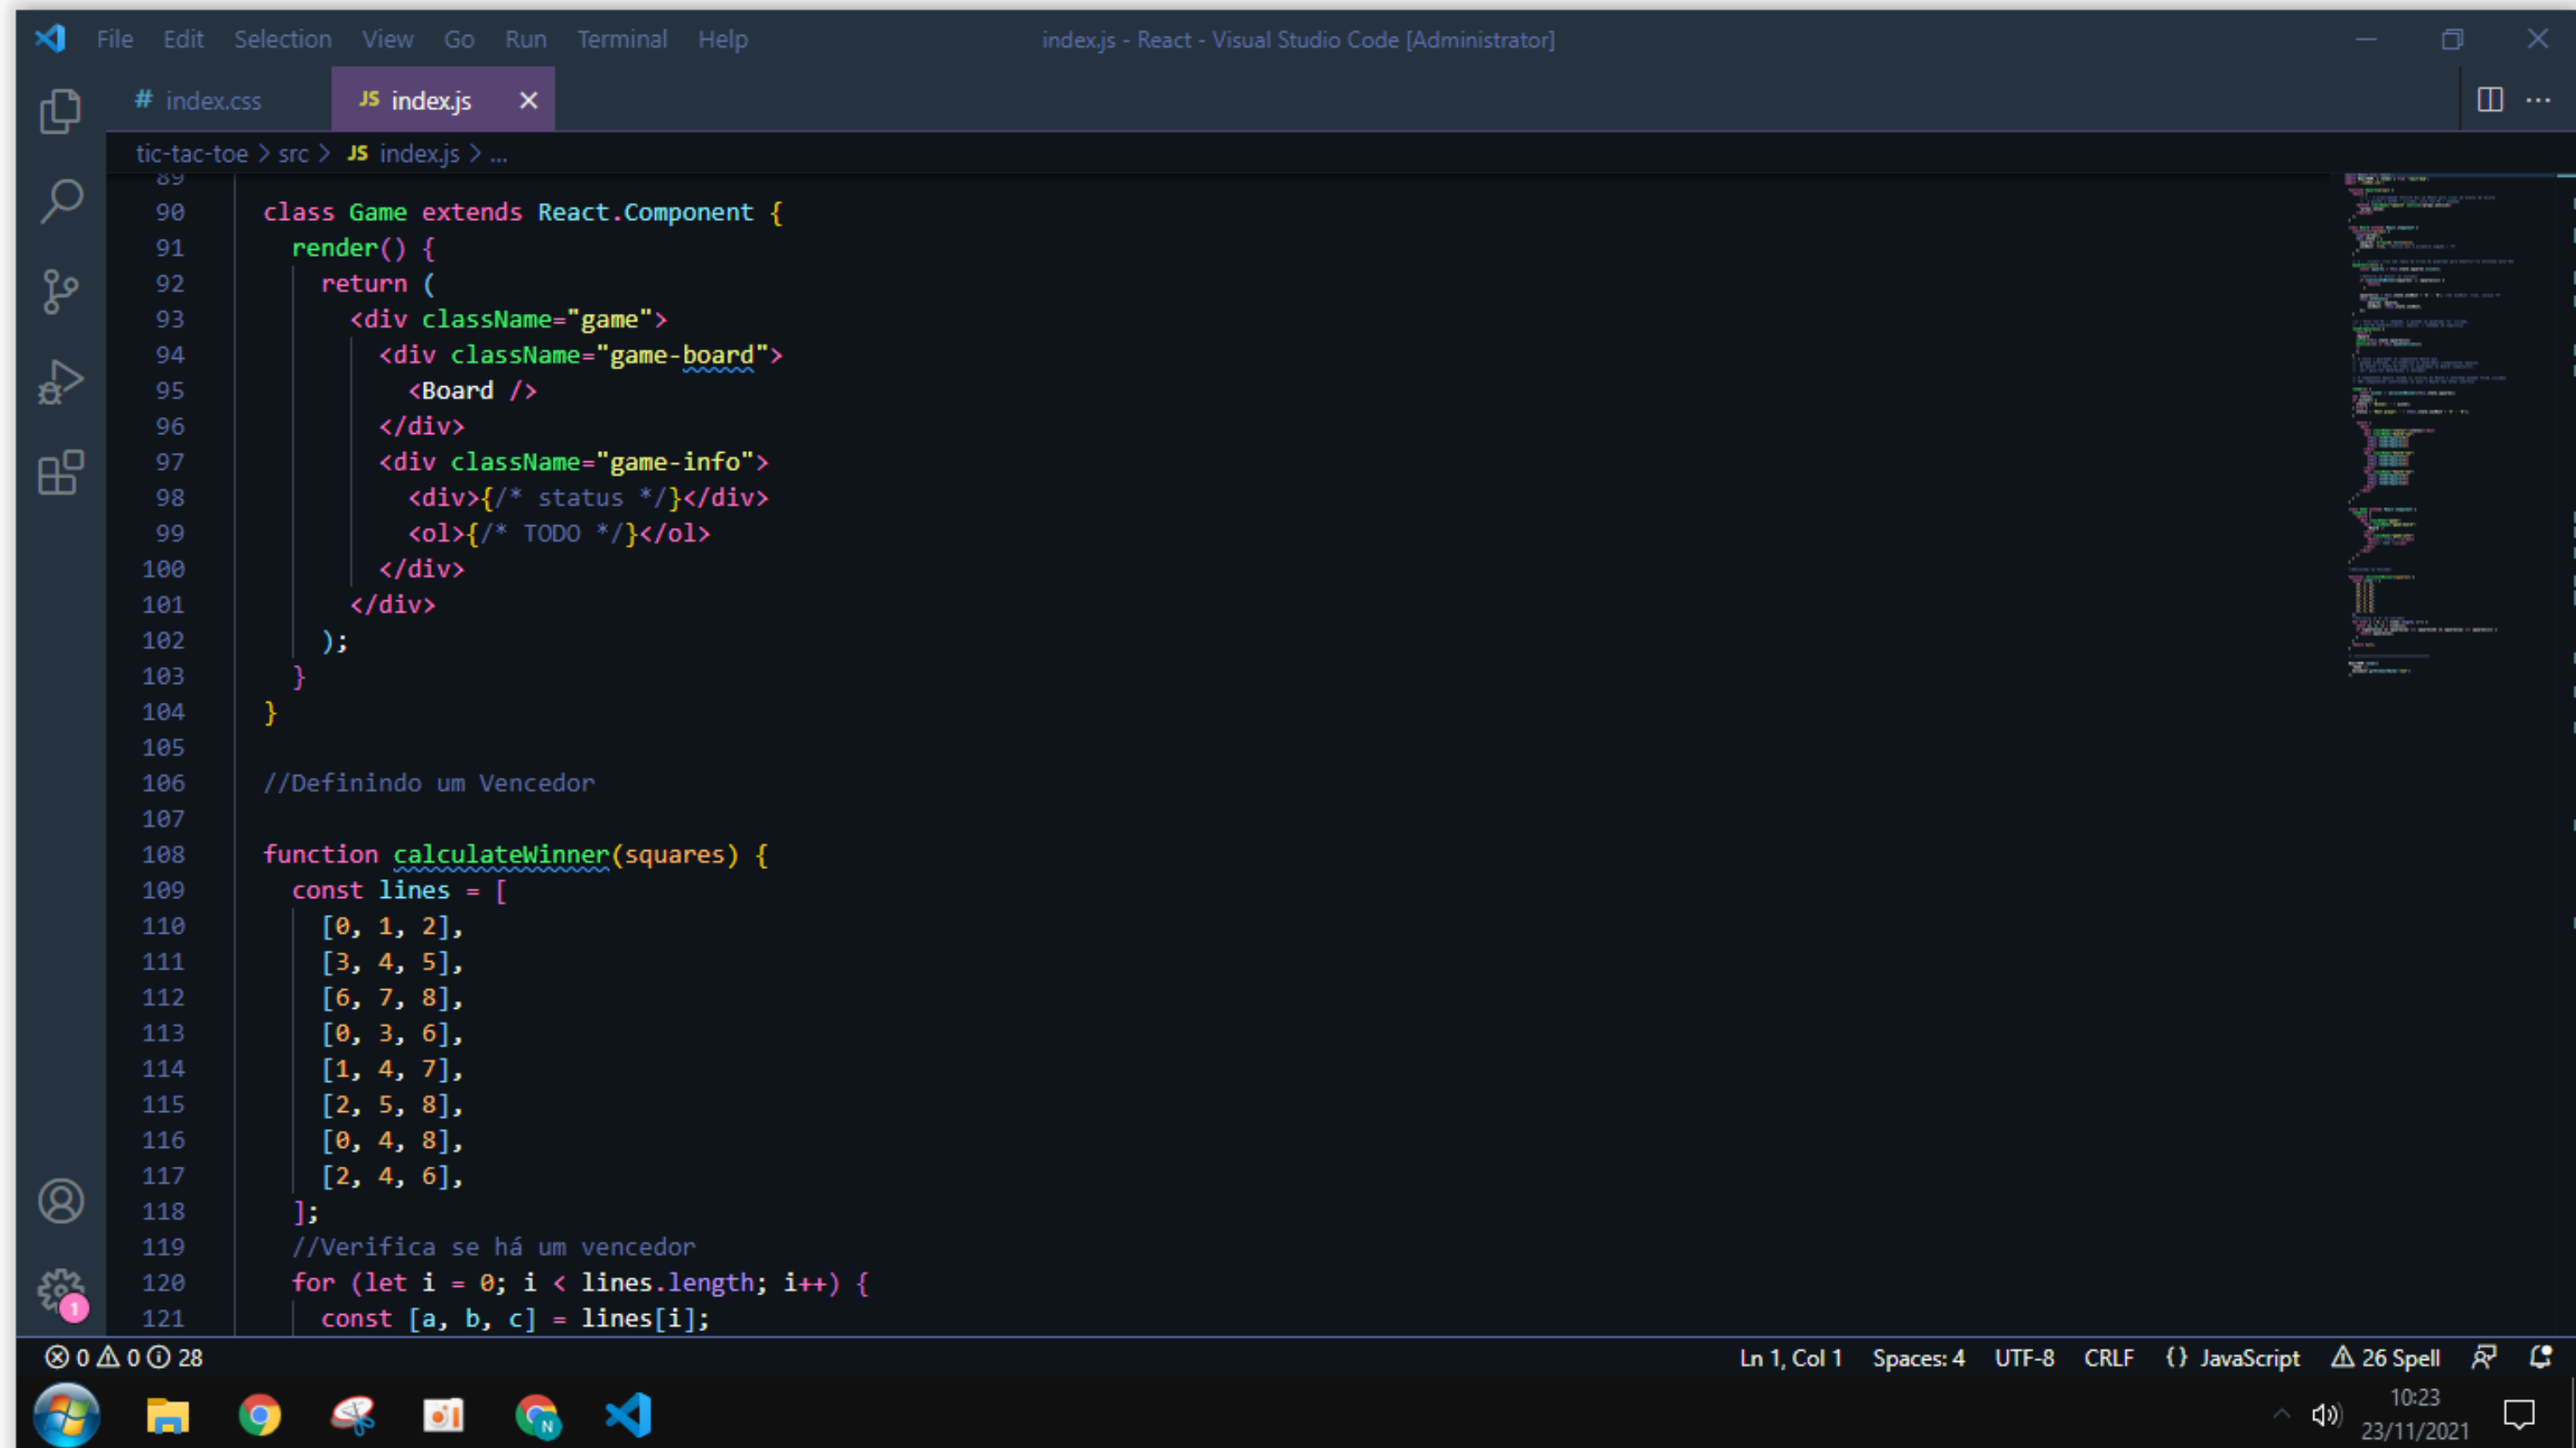 File Edit Selection View Go Run Terminal Help index.js - React - Visual Studio Code [Administrator]
# index.css JS index.js
tic-tac-toe > src > JS index.js > ...
89
90 class Game extends React.Component {
91 render() {
92 return (
93 <div className="game">
94 <div className="game-board">
95 <Board />
96 </div>
97 <div className="game-info">
98 <div>{/* status */}</div>
99 <ol>{/* TODO */}</ol>
100 </div>
101 </div>
102 );
103 }
104 }
105
106 //Definindo um Vencedor
107
108 function calculateWinner(squares) {
109 const lines = [
110 [0, 1, 2],
111 [3, 4, 5],
112 [6, 7, 8],
113 [0, 3, 6],
114 [1, 4, 7],
115 [2, 5, 8],
116 [0, 4, 8],
117 [2, 4, 6],
118 ];
119 //Verifica se há um vencedor
120 for (let i = 0; i < lines.length; i++) {
121 const [a, b, c] = lines[i];
1
0 0 28 Ln 1, Col 1 Spaces: 4 UTF-8 CRLF {} JavaScript 26 Spell
N
10:23
23/11/2021